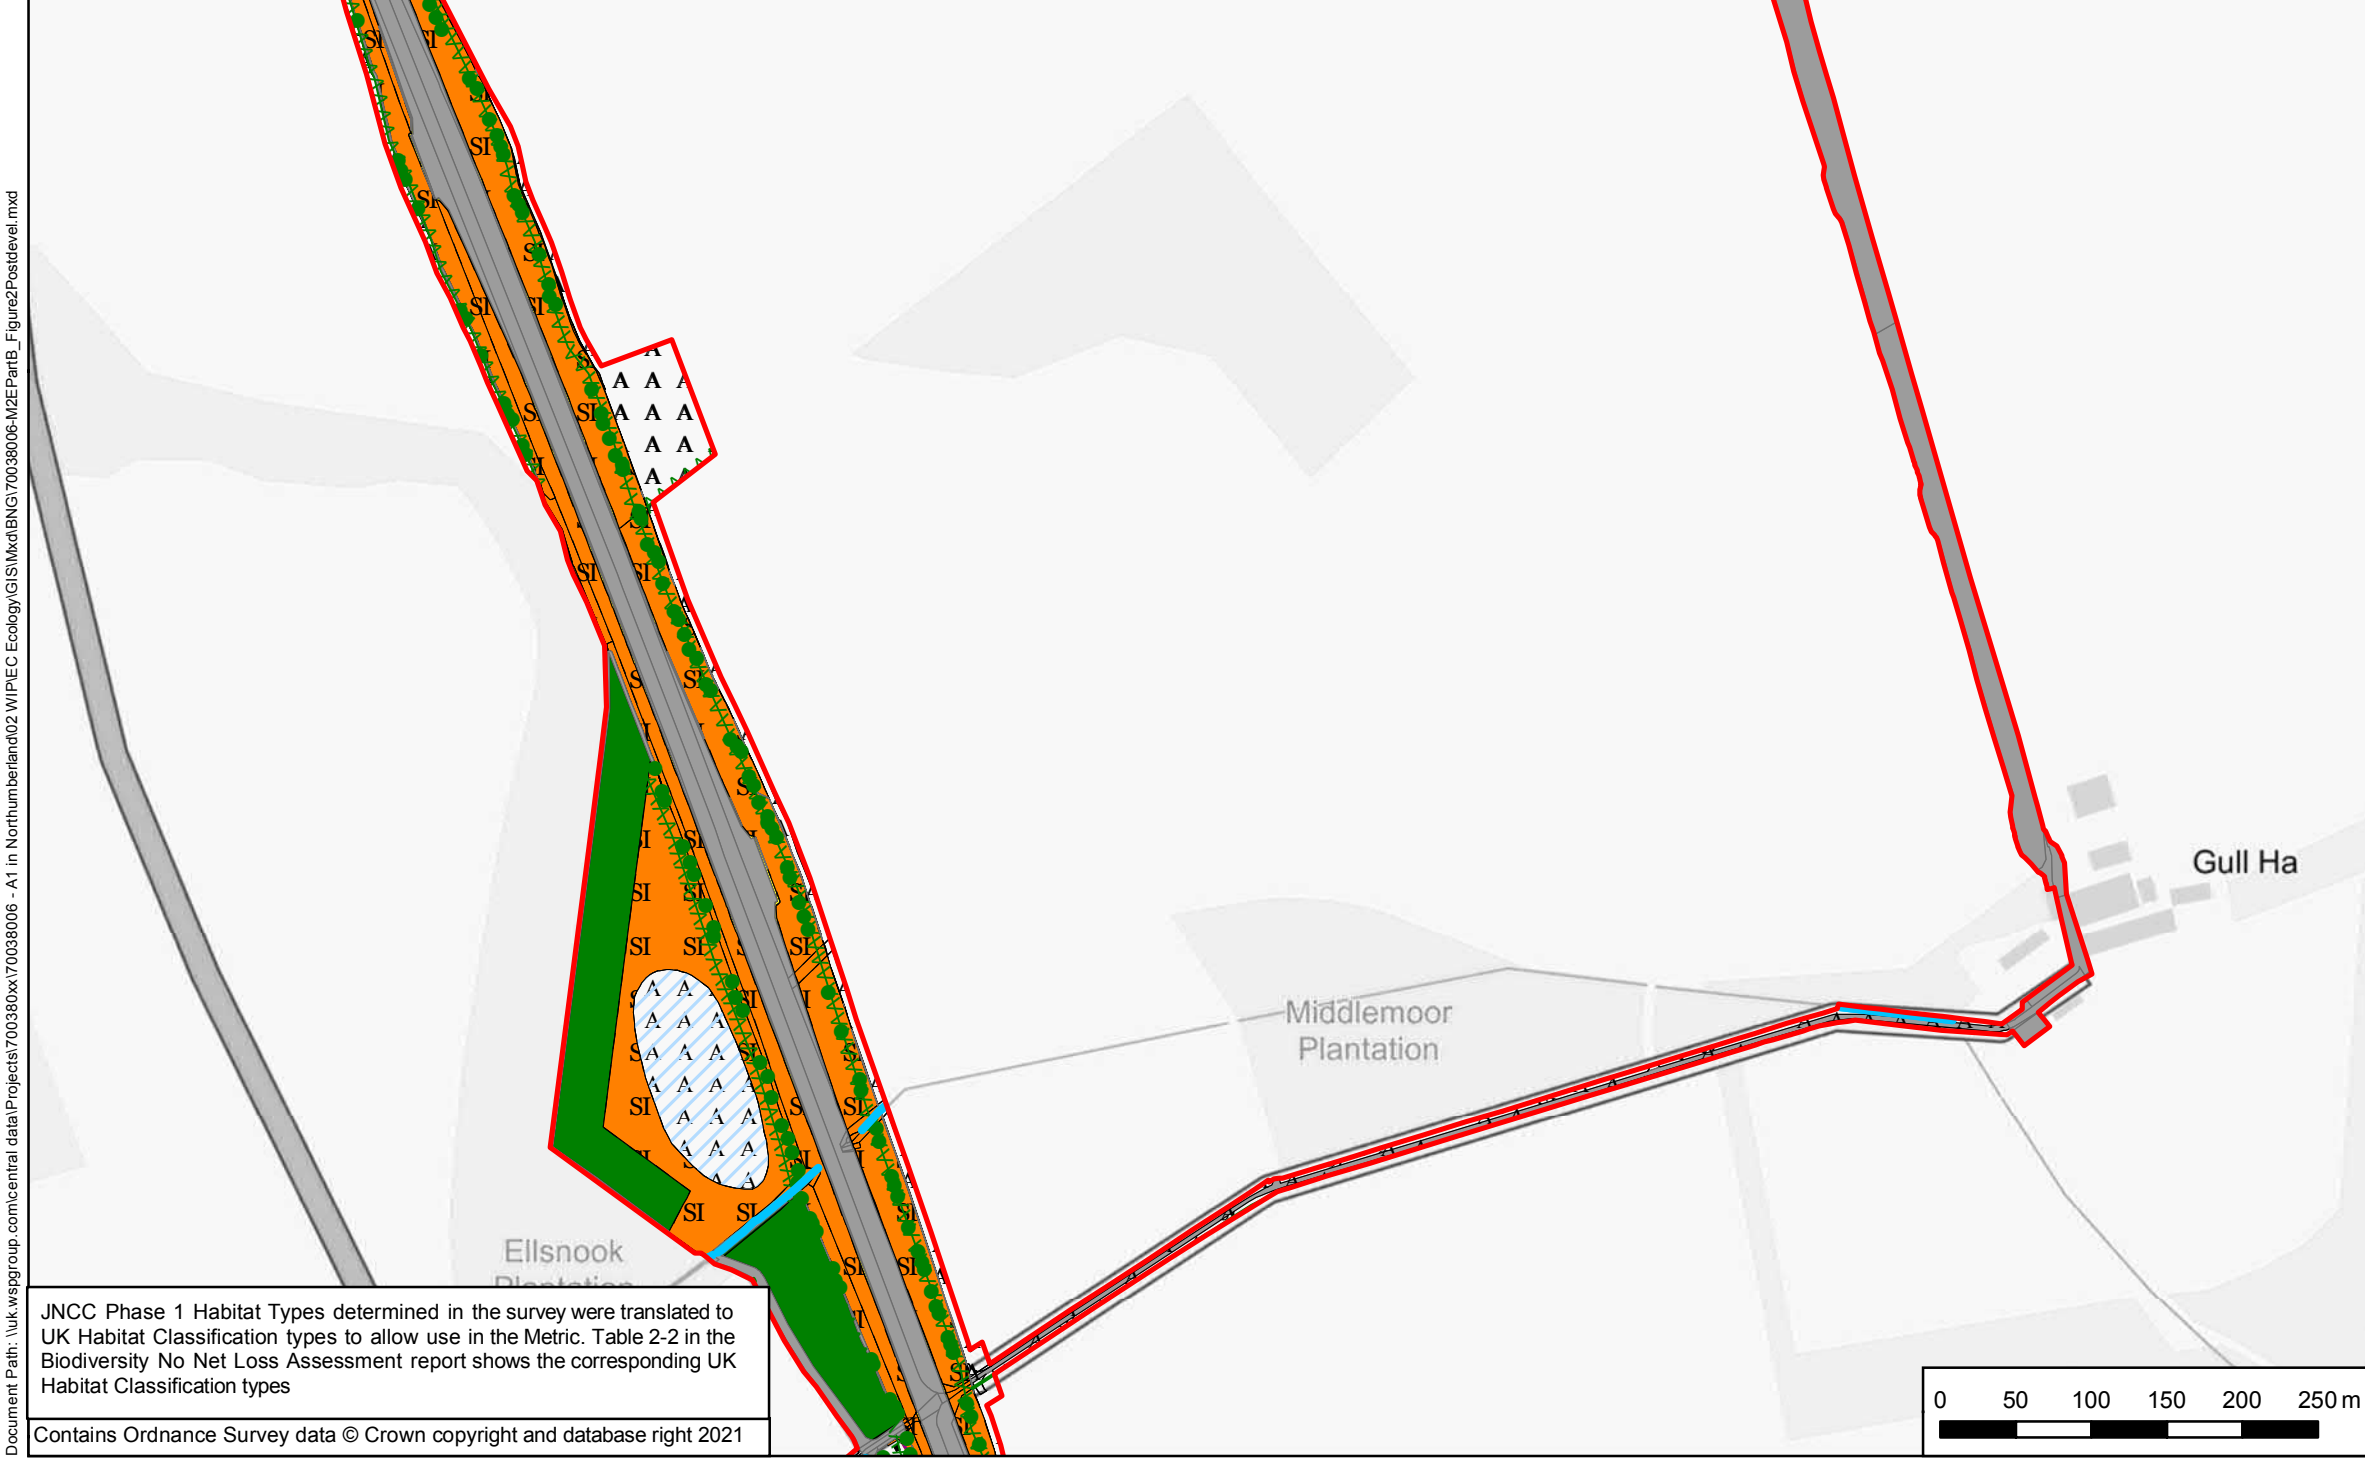 Document Path: \\uk.wspgroup.com\central data\Projects\700380xx\70038006 - A1 in Northumberland\02 WIP\EC Ecology\GIS\Mxd\BNG\70038006-M2EPartB_Figure2Postdevel.mxd
Gull Ha
Middlemoor
Plantation
Ellsnook
Plantation
JNCC Phase 1 Habitat Types determined in the survey were translated to
UK Habitat Classification types to allow use in the Metric. Table 2-2 in the
Biodiversity No Net Loss Assessment report shows the corresponding UK
Habitat Classification types
Contains Ordnance Survey data © Crown copyright and database right 2021
0 50 100 150 200 250 m